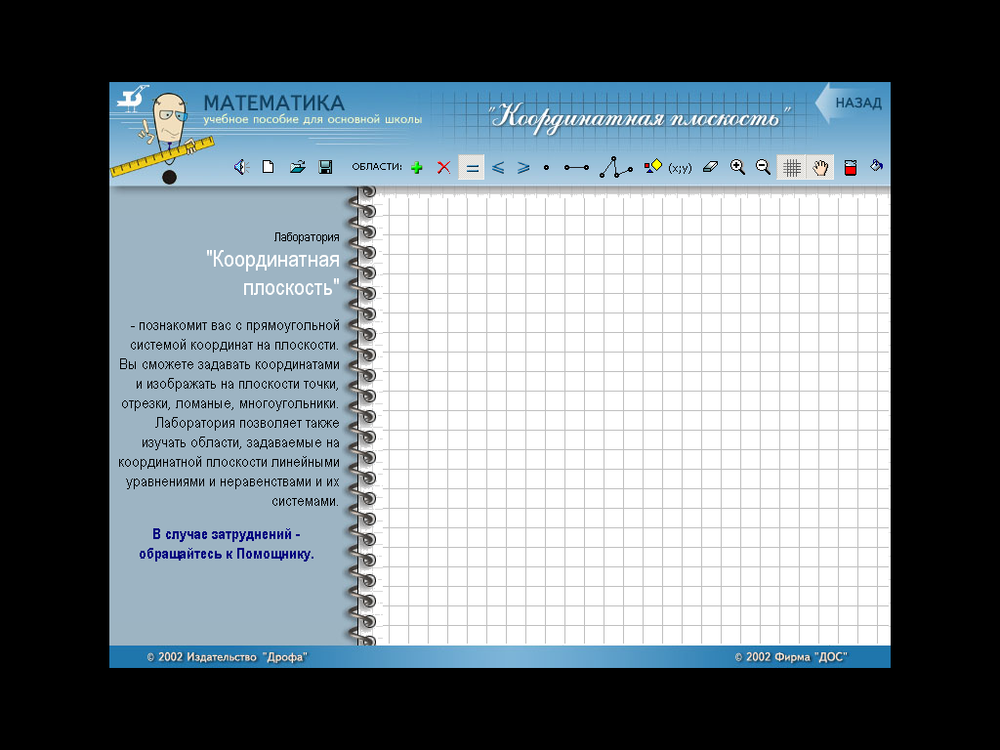 МАТЕМАТИКА
учебное пособие для основной школы
"Координатная плоскость"
НАЗАД
ОБЛАСТИ:
(x;y)
Лаборатория
"Координатная
плоскость"
- познакомит вас с прямоугольной
системой координат на плоскости.
Вы сможете задавать координатами
и изображать на плоскости точки,
отрезки, ломаные, многоугольники.
Лаборатория позволяет также
изучать области, задаваемые на
координатной плоскости линейными
уравнениями и неравенствами и их
системами.
В случае затруднений -
обращайтесь к Помощнику.
© 2002 Издательство "Дрофа"
© 2002 Фирма "ДОС"